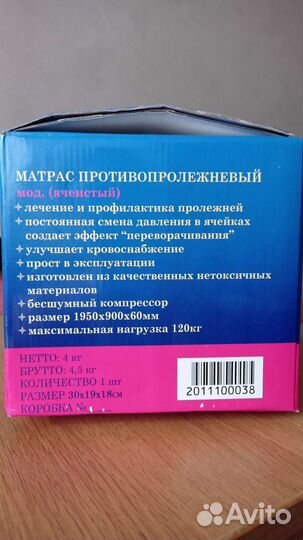 МАТРАС ПРОТИВОПРОЛЕЖНЕВЫЙ
мод. (ячеистый)
лечение и профилактика пролежней
постоянная смена давления в ячейках
создает эффект “переворачивания”
улучшает кровоснабжение
прост в эксплуатации
изготовлен из качественных нетоксичных
материалов
бесшумный компрессор
размер 1950х900х60мм
максимальная нагрузка 120кг
НЕТТО: 4 кг
БРУТТО: 4,5 кг
КОЛИЧЕСТВО 1 шт
РАЗМЕР 30х19х18см
КОРОБКА №
2011100038
Avito